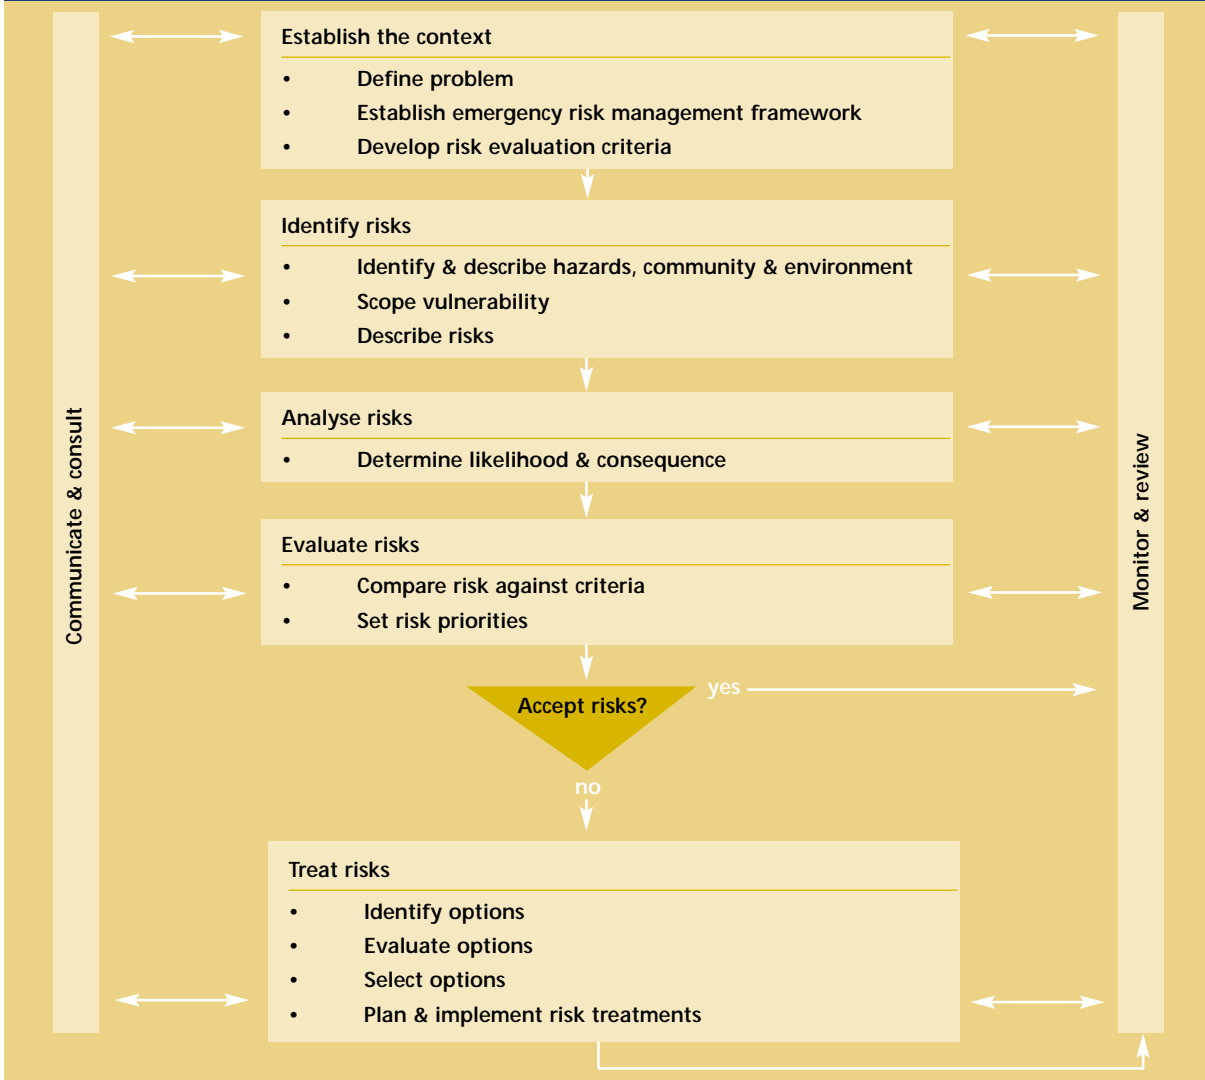 Establish the context
• Define problem
• Establish emergency risk management framework
• Develop risk evaluation criteria
Identify risks
• Identify & describe hazards, community & environment
• Scope vulnerability
• Describe risks
Analyse risks
• Determine likelihood & consequence
Evaluate risks
• Compare risk against criteria
• Set risk priorities
Accept risks?
yes
no
Treat risks
• Identify options
• Evaluate options
• Select options
• Plan & implement risk treatments
Communicate & consult
Monitor & review